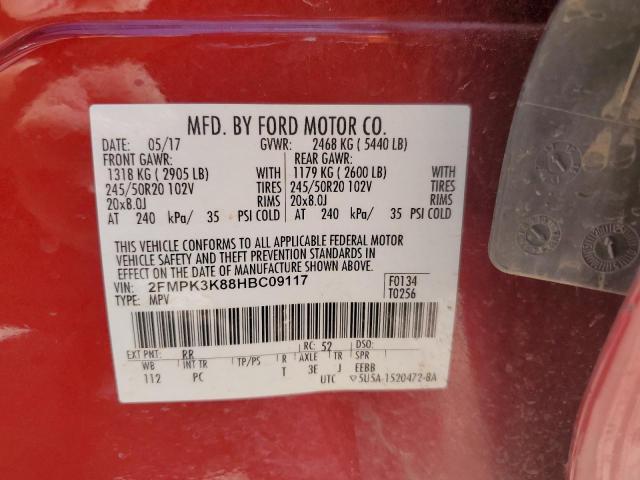 MFD. BY FORD MOTOR CO.
DATE: 05/17 GVWR: 2468 KG ( 5440 LB)
FRONT GAWR: REAR GAWR:
1318 KG ( 2905 LB) WITH 1179 KG ( 2600 LB) WITH
245/50R20 102V TIRES 245/50R20 102V TIRES
20x8.0J RIMS 20x8.0J RIMS
AT 240 kPa/ 35 PSI COLD AT 240 kPa/ 35 PSI COLD
THIS VEHICLE CONFORMS TO ALL APPLICABLE FEDERAL MOTOR
VEHICLE SAFETY AND THEFT PREVENTION STANDARDS IN
EFFECT ON THE DATE OF MANUFACTURE SHOWN ABOVE.
VIN: 2FMPK3K88HBC09117 F0134
TYPE: MPV T0256
EXT PNT: RR RC: 52 DSO:
WB INT TR TP/PS R AXLE TR SPR
112 PC T 3E J EEBB
UTC ▽5U5A-1520472-BA